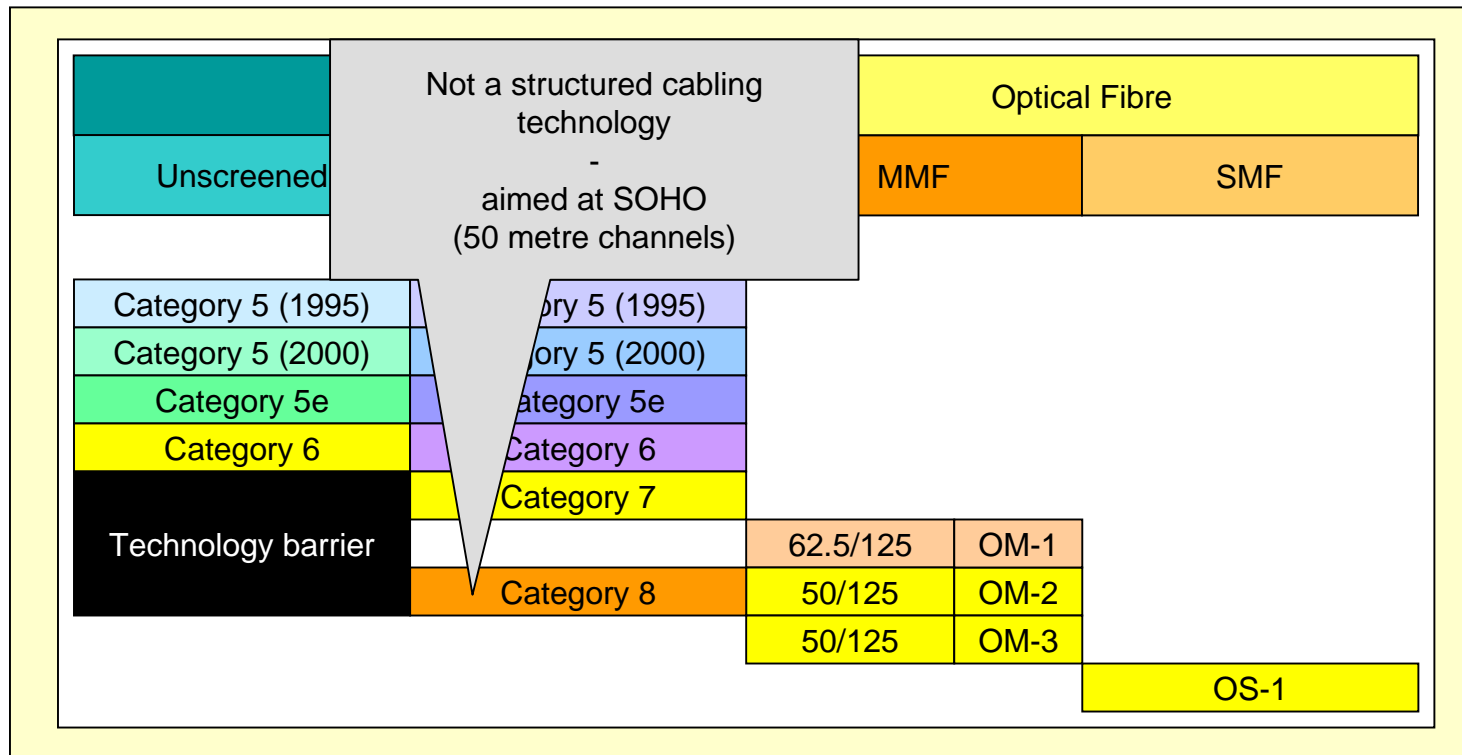 Not a structured cabling
technology
-
aimed at SOHO
(50 metre channels)
Optical Fibre
Unscreened
MMF
SMF
Category 5 (1995)
ory 5 (1995)
Category 5 (2000)
gory 5 (2000)
Category 5e
ategory 5e
Category 6
Category 6
Category 7
Technology barrier
62.5/125
OM-1
Category 8
50/125
OM-2
50/125
OM-3
OS-1